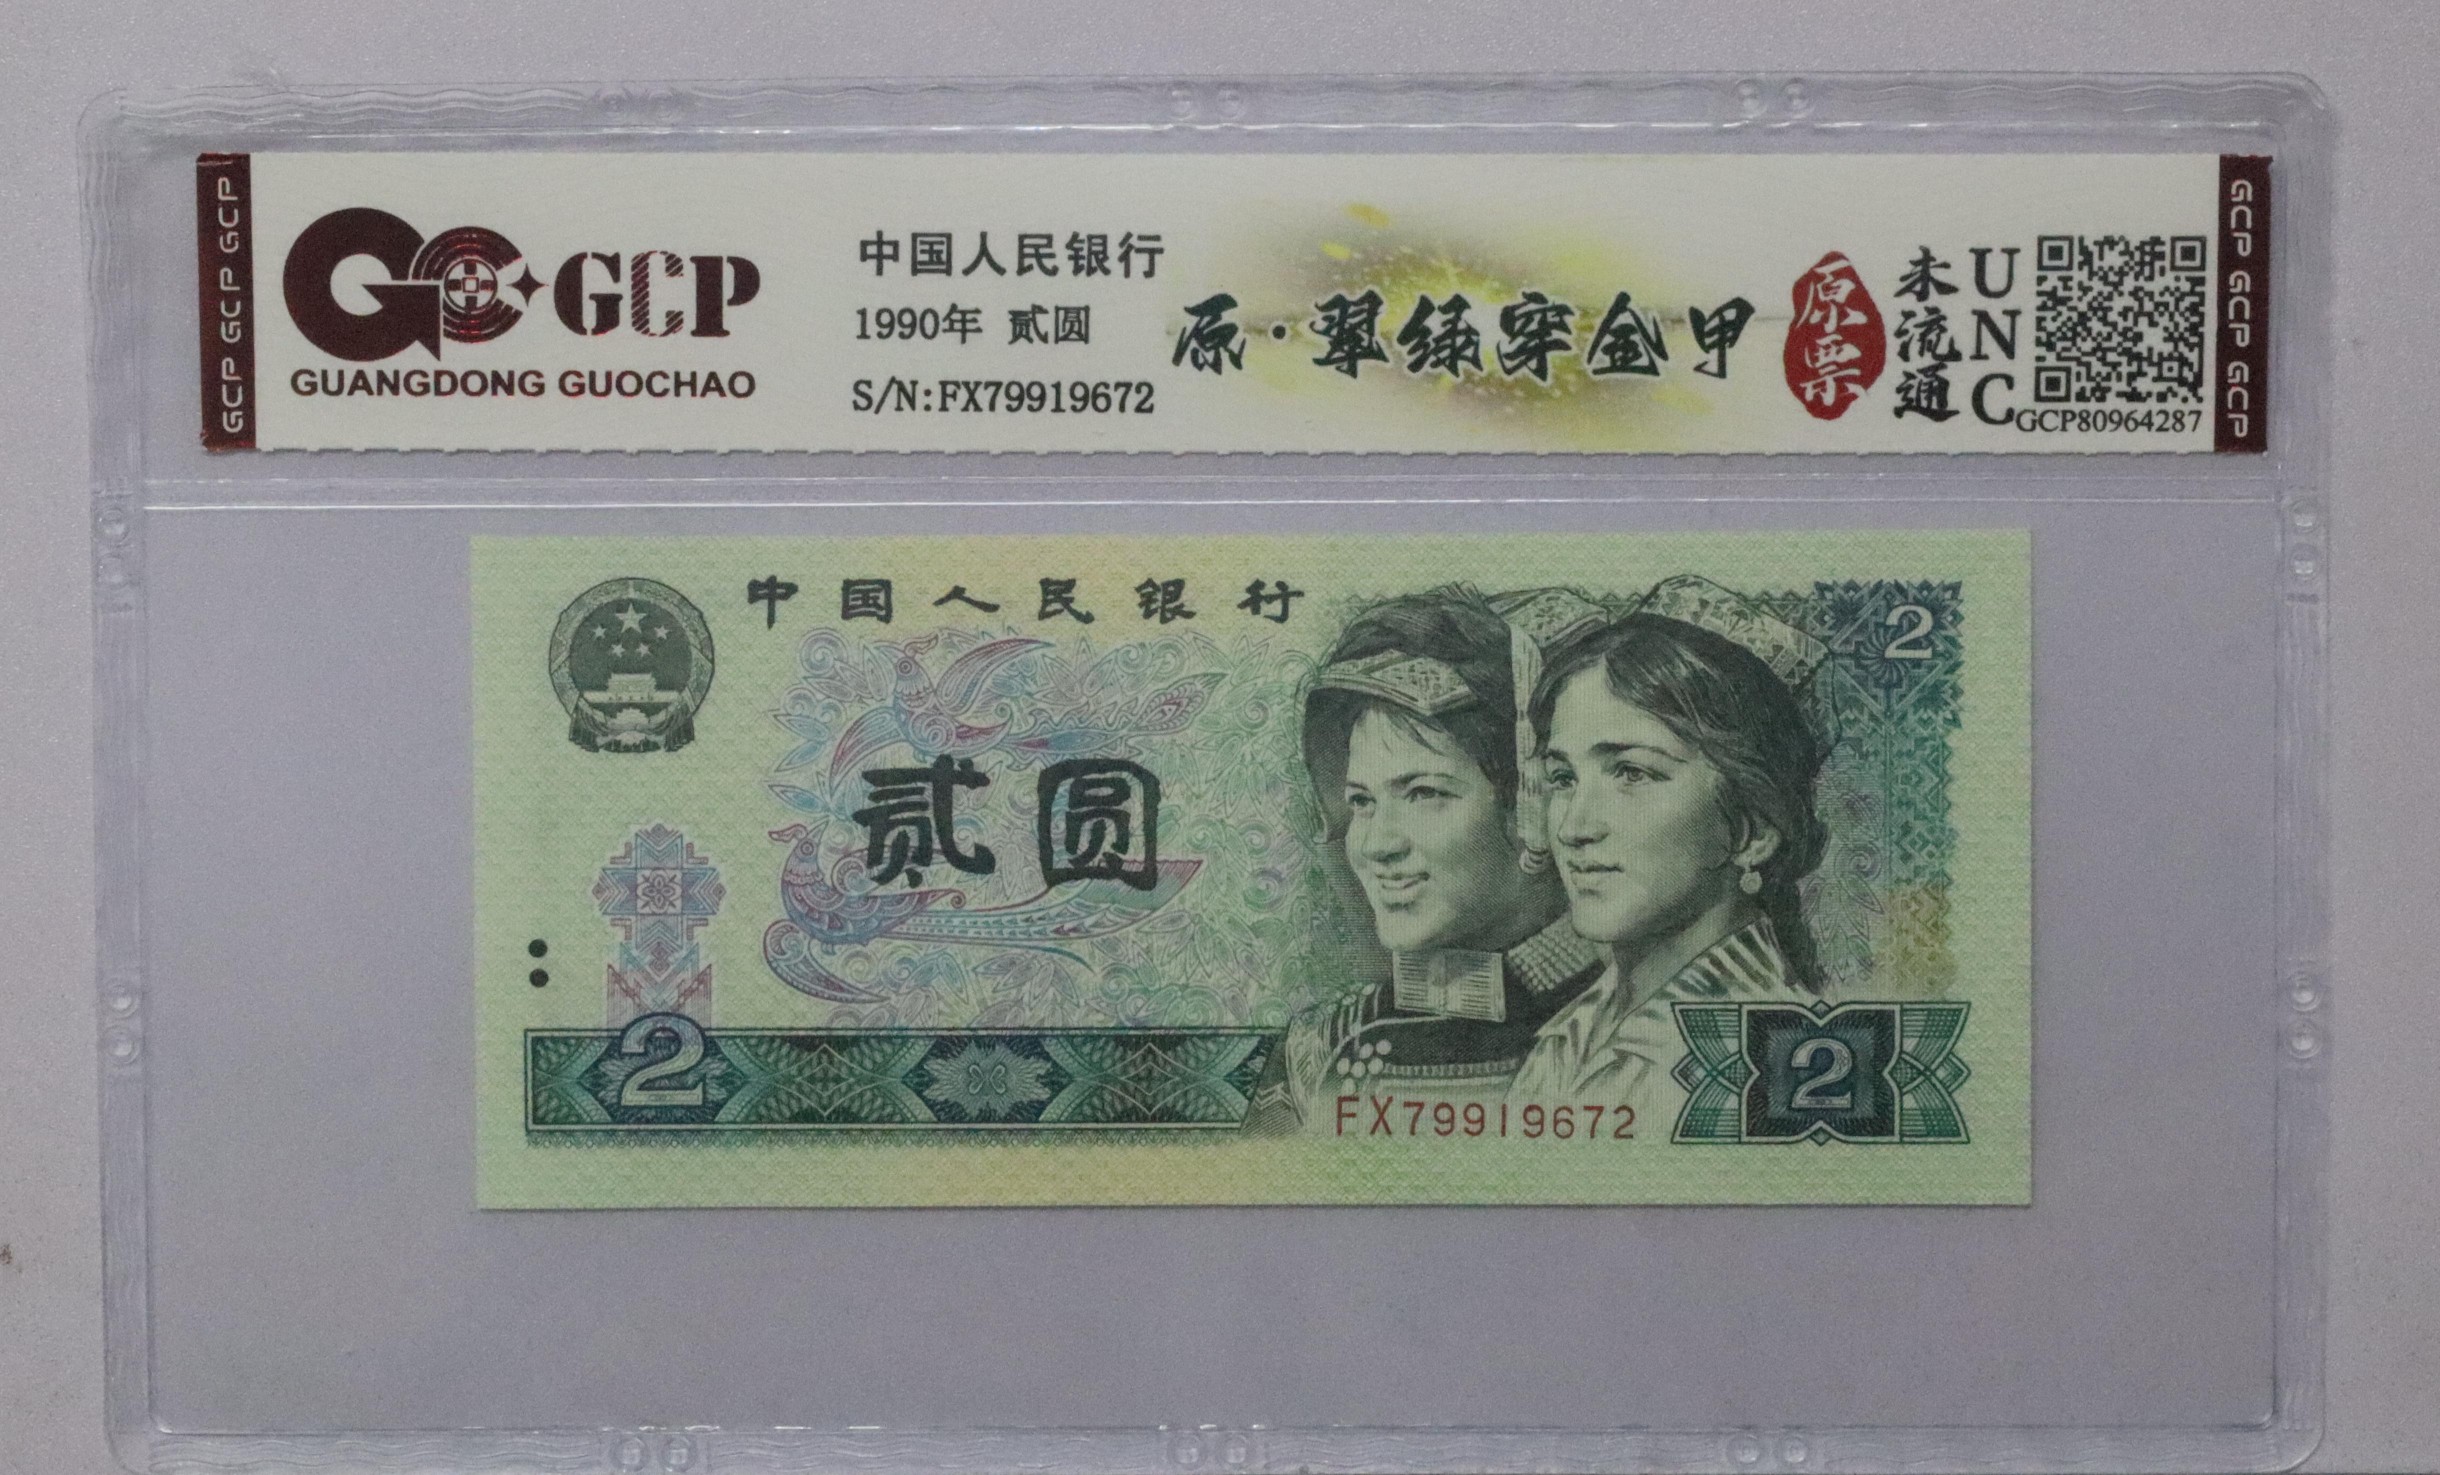 GCP GCP GCP
GCP
GUANGDONG GUOCHAO
中国人民银行
1990年 贰圆
S/N:FX79919672
原·翠绿穿金甲
原票
未流通
UNC
GCP80964287
GCP GCP GCP
中国人民银行
2
贰圆
2
FX79919672
2